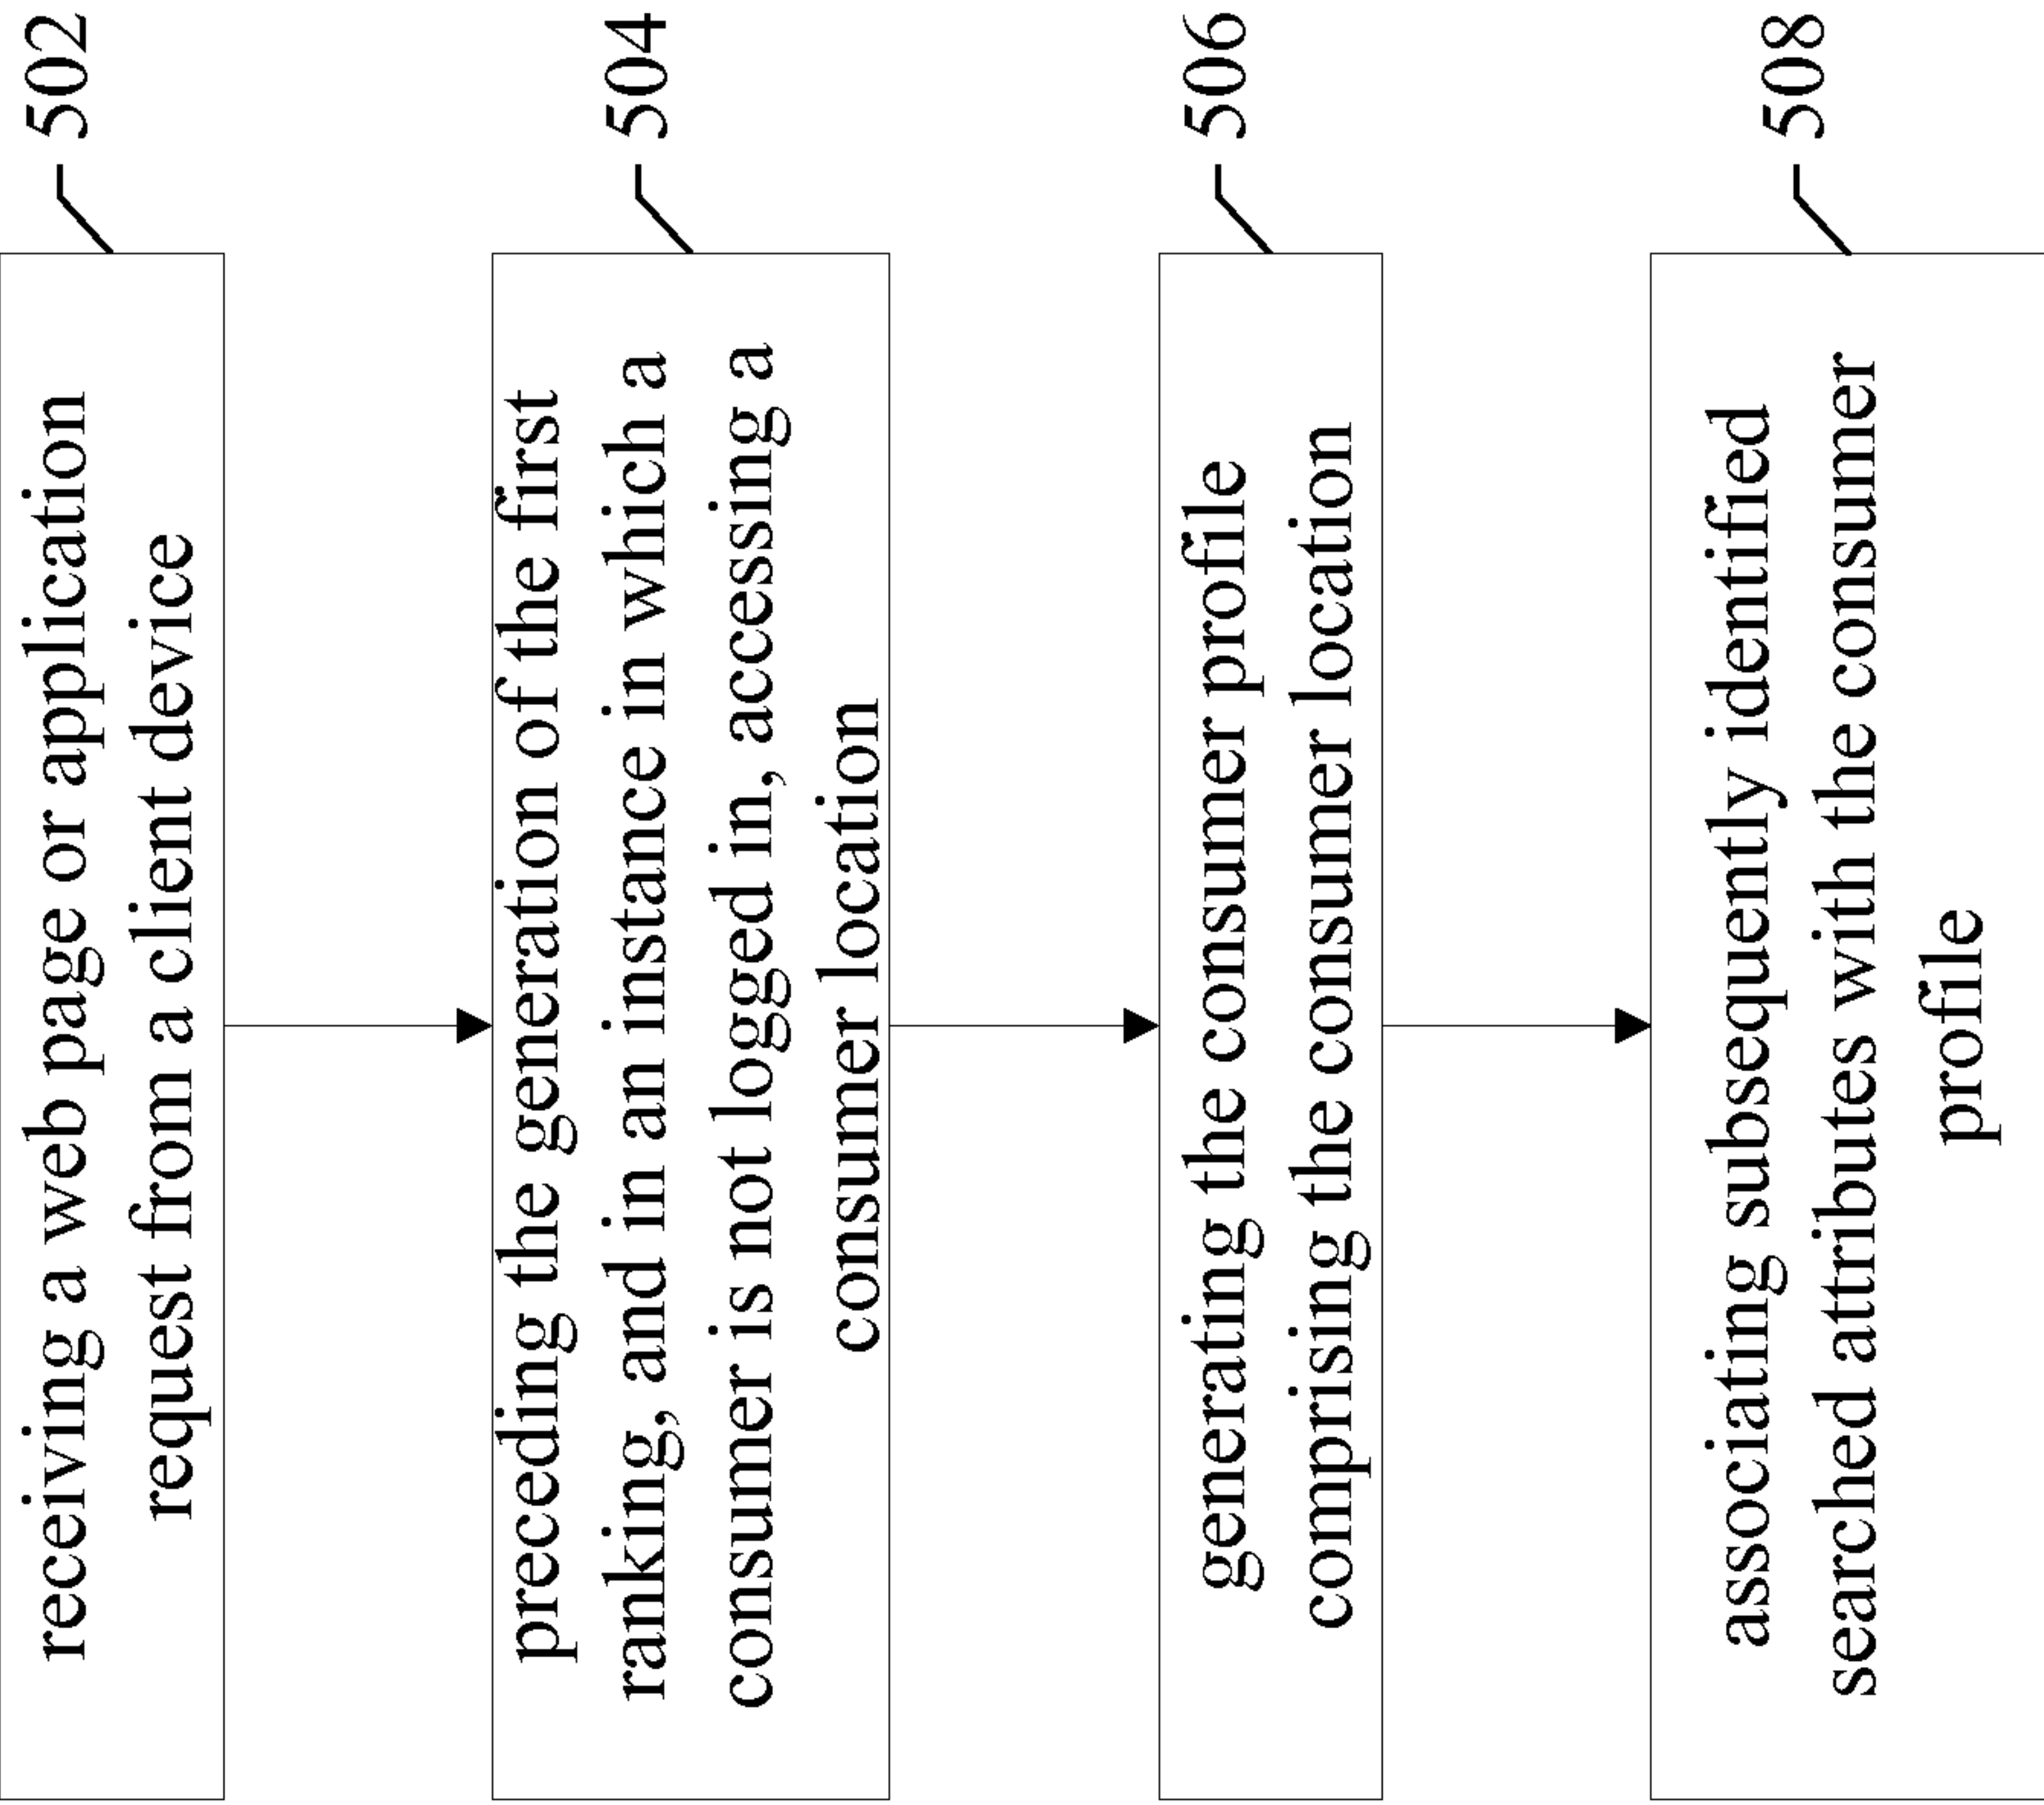 receiving a web page or application
request from a client device
502
preceding the generation of the first
ranking, and in an instance in which a
consumer is not logged in, accessing a
consumer location
504
generating the consumer profile
comprising the consumer location
506
associating subsequently identified
searched attributes with the consumer
profile
508